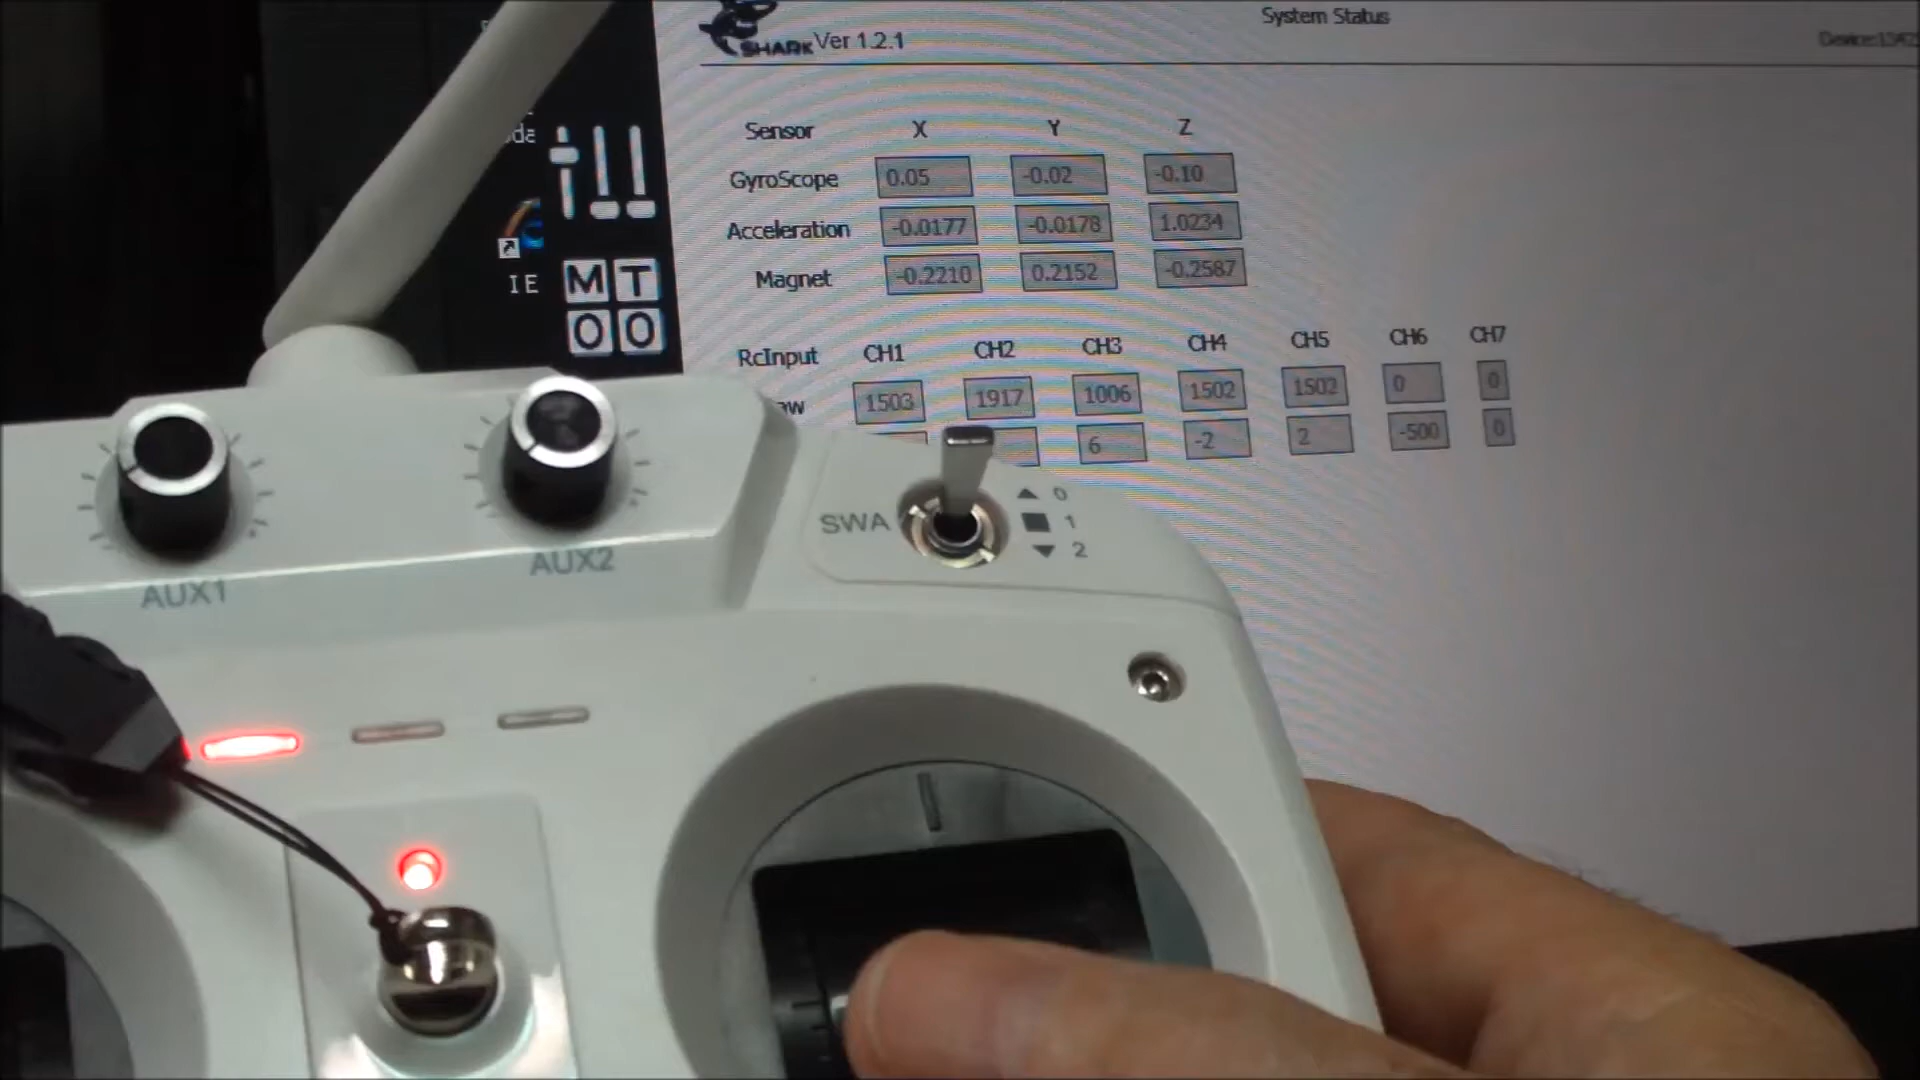 System Status
SHARK Ver 1.2.1
Sensor X Y Z
GyroScope 0.05 -0.02 -0.10
Acceleration -0.0177 -0.0178 1.0234
Magnet -0.2210 0.2152 -0.2587
RcInput CH1 CH2 CH3 CH4 CH5 CH6 CH7
1503 1917 1006 1502 1502 0 0
6 -2 2 -500 0
IE
M T
O O
SWA
0
1
2
AUX1
AUX2